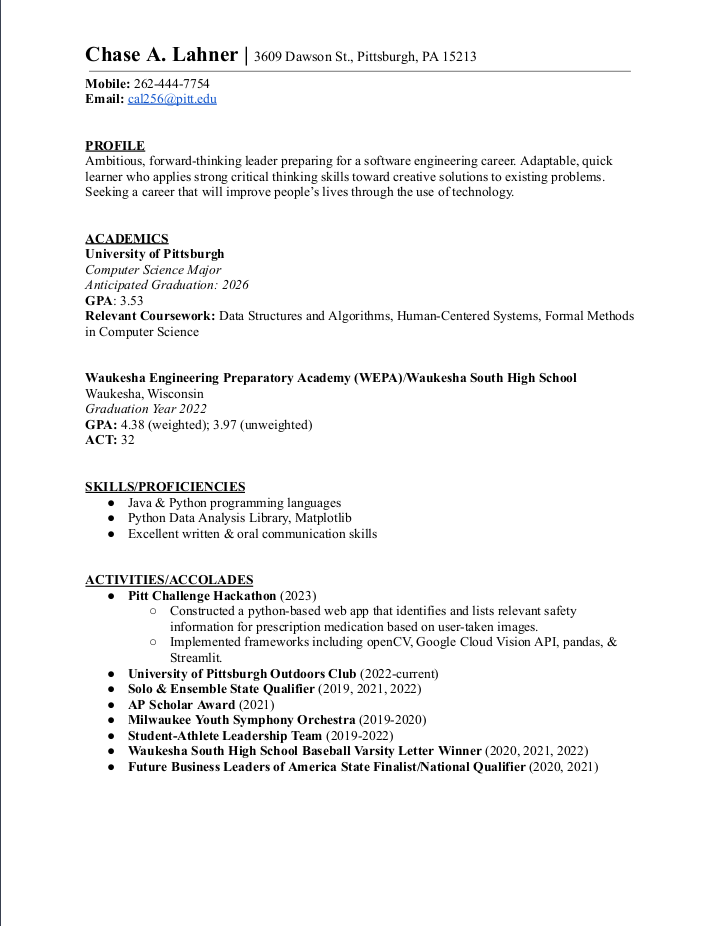 Chase A. Lahner | 3609 Dawson St., Pittsburgh, PA 15213
Mobile: 262-444-7754
Email: cal256@pitt.edu
PROFILE
Ambitious, forward-thinking leader preparing for a software engineering career. Adaptable, quick
learner who applies strong critical thinking skills toward creative solutions to existing problems.
Seeking a career that will improve people’s lives through the use of technology.
ACADEMICS
University of Pittsburgh
Computer Science Major
Anticipated Graduation: 2026
GPA: 3.53
Relevant Coursework: Data Structures and Algorithms, Human-Centered Systems, Formal Methods
in Computer Science
Waukesha Engineering Preparatory Academy (WEPA)/Waukesha South High School
Waukesha, Wisconsin
Graduation Year 2022
GPA: 4.38 (weighted); 3.97 (unweighted)
ACT: 32
SKILLS/PROFICIENCIES
● Java & Python programming languages
● Python Data Analysis Library, Matplotlib
● Excellent written & oral communication skills
ACTIVITIES/ACCOLADES
● Pitt Challenge Hackathon (2023)
○ Constructed a python-based web app that identifies and lists relevant safety
information for prescription medication based on user-taken images.
○ Implemented frameworks including openCV, Google Cloud Vision API, pandas, &
Streamlit.
● University of Pittsburgh Outdoors Club (2022-current)
● Solo & Ensemble State Qualifier (2019, 2021, 2022)
● AP Scholar Award (2021)
● Milwaukee Youth Symphony Orchestra (2019-2020)
● Student-Athlete Leadership Team (2019-2022)
● Waukesha South High School Baseball Varsity Letter Winner (2020, 2021, 2022)
● Future Business Leaders of America State Finalist/National Qualifier (2020, 2021)